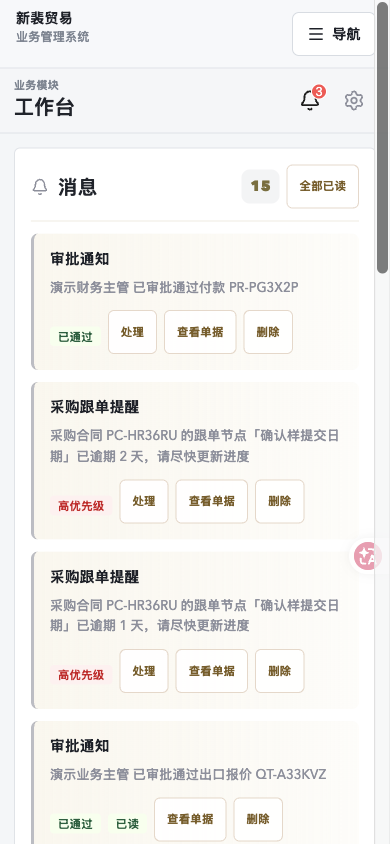 新裴贸易
业务管理系统
导航
业务模块
工作台
3
消息
15
全部已读
审批通知
演示财务主管 已审批通过付款 PR-PG3X2P
已通过
处理
查看单据
删除
采购跟单提醒
采购合同 PC-HR36RU 的跟单节点「确认样提交日
期」已逾期 2 天，请尽快更新进度
高优先级
处理
查看单据
删除
采购跟单提醒
采购合同 PC-HR36RU 的跟单节点「确认样提交日
期」已逾期 1 天，请尽快更新进度
高优先级
处理
查看单据
删除
审批通知
演示业务主管 已审批通过出口报价 QT-A33KVZ
已通过
已读
查看单据
删除